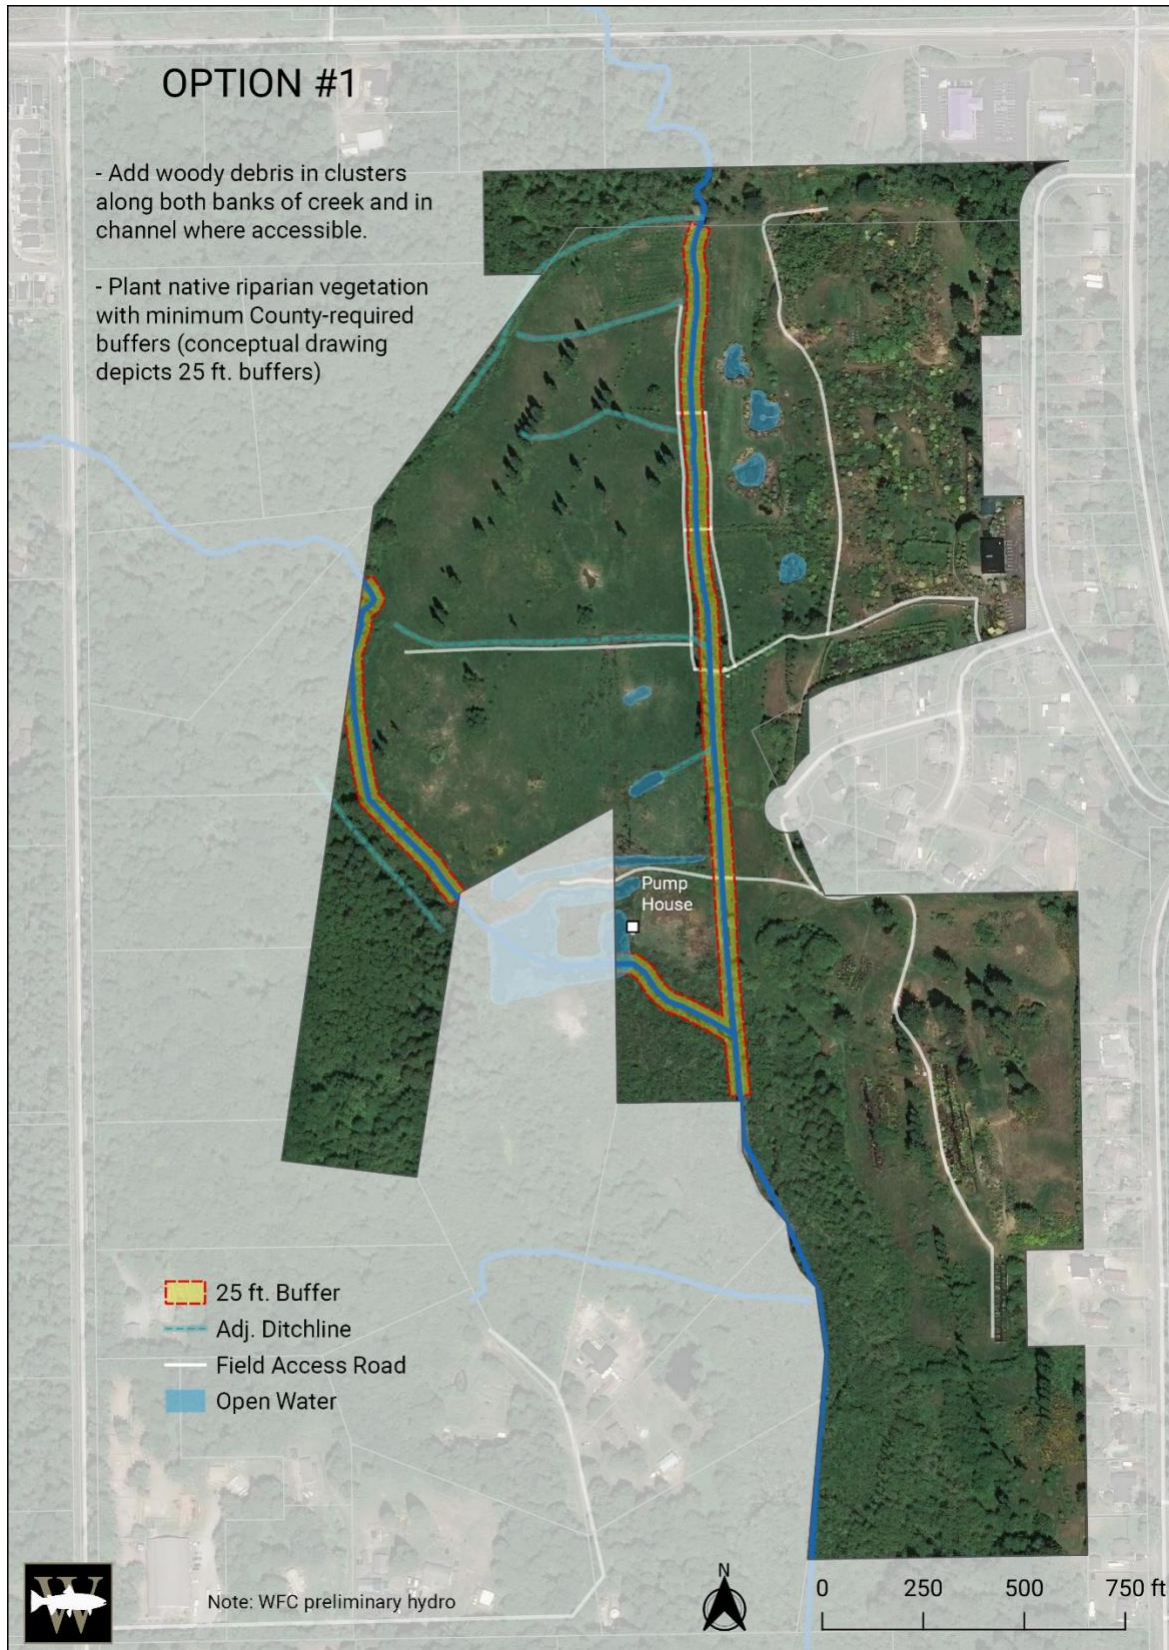 OPTION #1
- Add woody debris in clusters
along both banks of creek and in
channel where accessible.
- Plant native riparian vegetation
with minimum County-required
buffers (conceptual drawing
depicts 25 ft. buffers)
Pump
House
25 ft. Buffer
Adj. Ditchline
Field Access Road
Open Water
W
Note: WFC preliminary hydro
N
0 250 500 750 ft